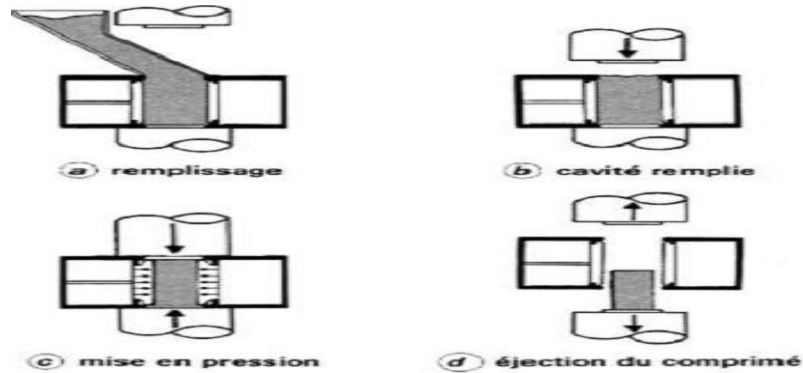 a remplissage
b cavité remplie
c mise en pression
d éjection du comprimé